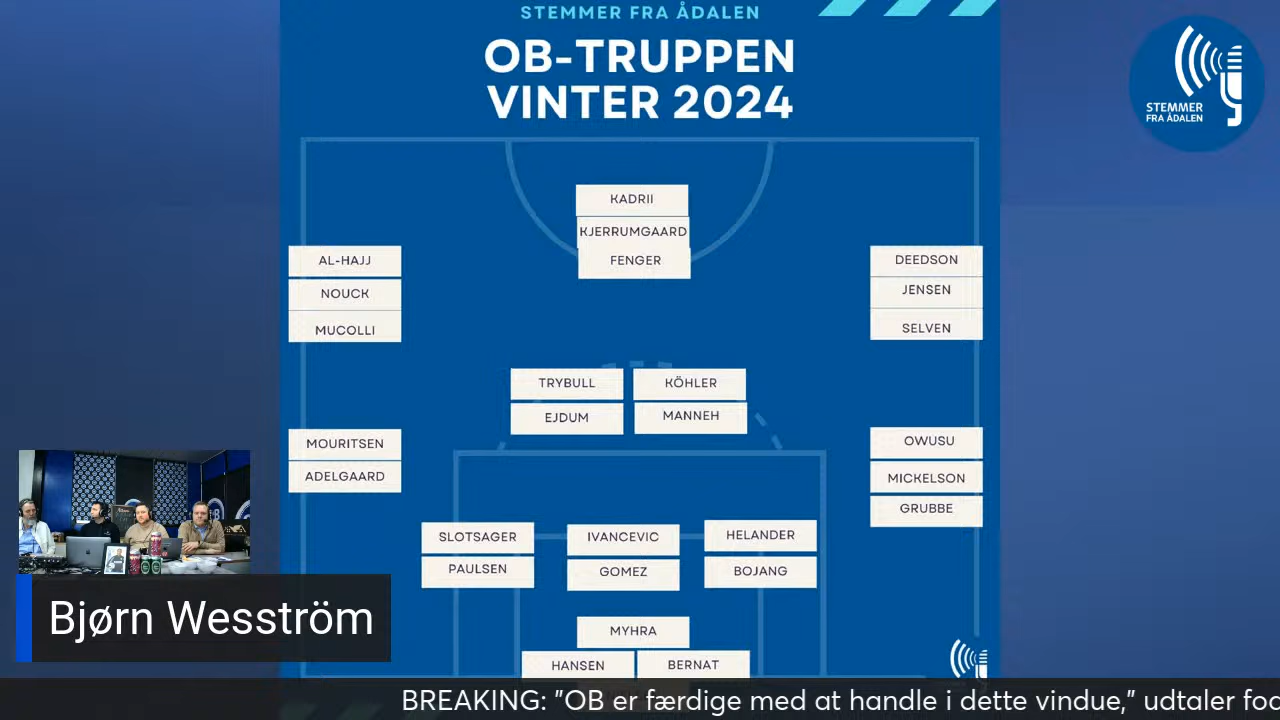 STEMMER FRA ÅDALEN
OB-TRUPPEN
VINTER 2024
STEMMER
FRA ÅDALEN
KADRII
KJERRUMGAARD
FENGER
AL-HAJJ
NOUCK
MUCOLLI
DEEDSON
JENSEN
SELVEN
TRYBULL
KÖHLER
EJDUM
MANNEH
MOURITSEN
ADELGAARD
OWUSU
MICKELSON
GRUBBE
SLOTSAGER
IVANCEVIC
HELANDER
PAULSEN
GOMEZ
BOJANG
MYHRA
HANSEN
BERNAT
Bjørn Wesström
BREAKING: "OB er færdige med at handle i dette vindue," udtaler foo